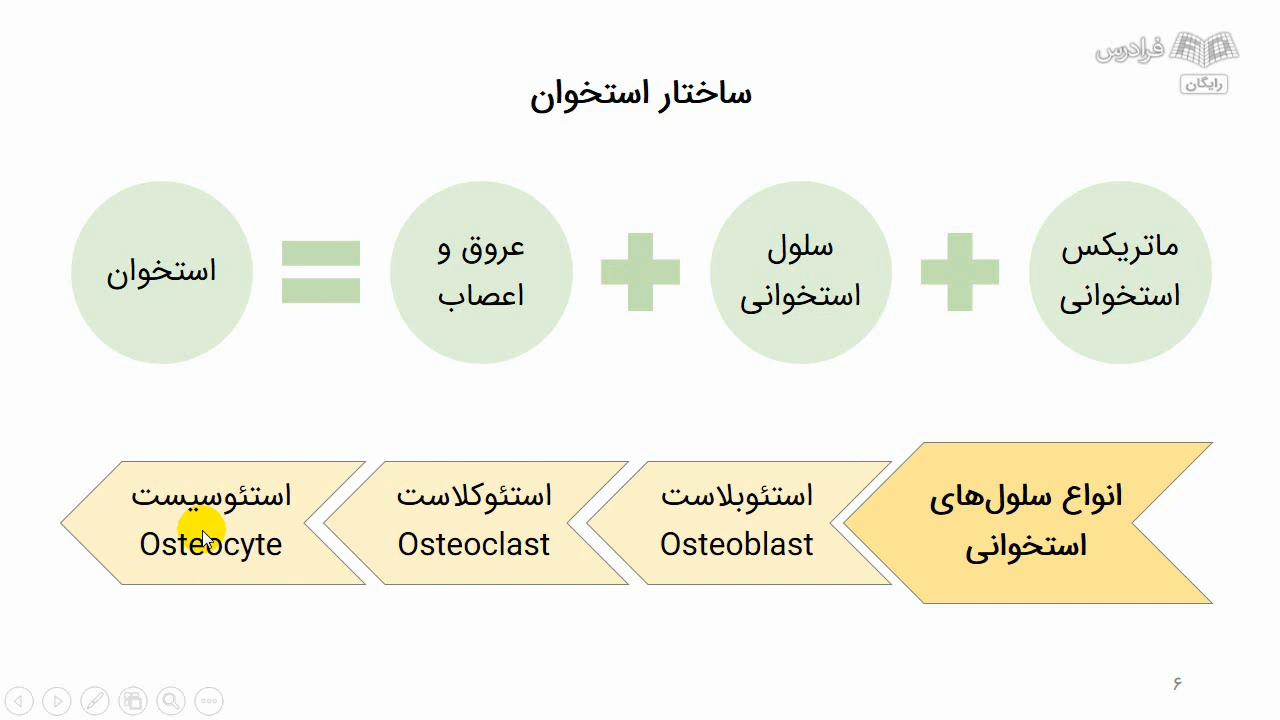 فرادرس
رایگان
ساختار استخوان
ماتریکس
استخوانی
سلول
استخوانی
عروق و
اعصاب
استخوان
انواع سلول‌های
استخوانی
استئوبلاست
Osteoblast
استئوکلاست
Osteoclast
استئوسیست
Osteocyte
۶